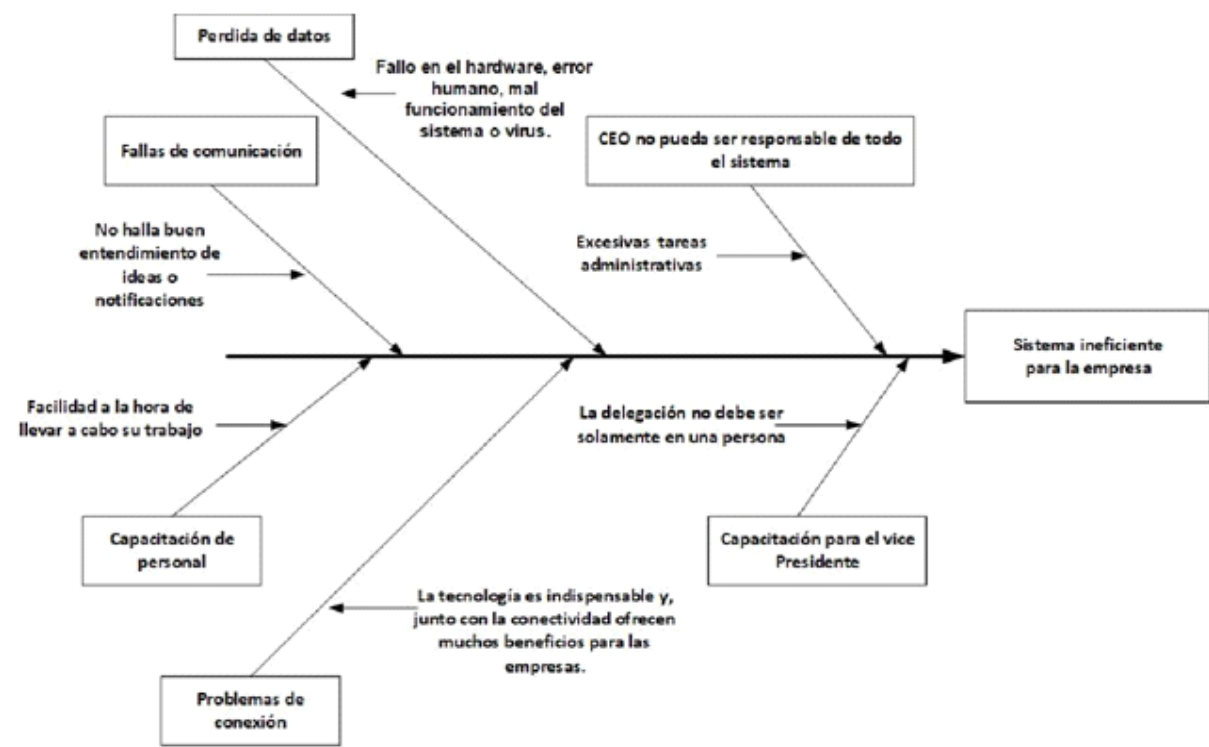 Perdida de datos
Fallo en el hardware, error
humano, mal
funcionamiento del
sistema o virus.
Fallas de comunicación
CEO no pueda ser responsable de todo
el sistema
No halla buen
entendimiento de
ideas o
notificaciones
Excesivas tareas
administrativas
Sistema ineficiente
para la empresa
Facilidad a la hora de
llevar a cabo su trabajo
La delegación no debe ser
solamente en una persona
Capacitación de
personal
Capacitación para el vice
Presidente
La tecnología es indispensable y,
junto con la conectividad ofrecen
muchos beneficios para las
empresas.
Problemas de
conexión